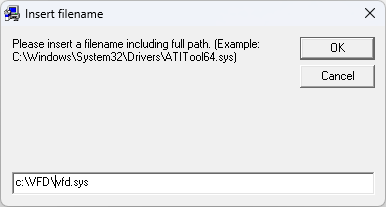 Insert filename
Please insert a filename including full path. (Example:
C:\Windows\System32\Drivers\ATITool64.sys)
OK
Cancel
c:\VFD\vfd.sys